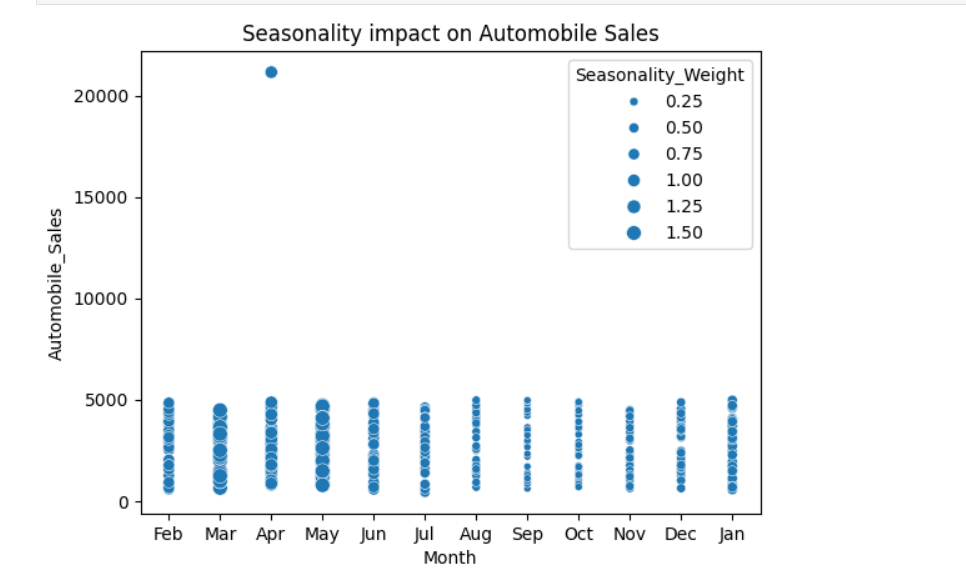 Seasonality impact on Automobile Sales
Seasonality_Weight
0.25
0.50
0.75
1.00
1.25
1.50
20000
15000
10000
5000
0
Automobile_Sales
Feb Mar Apr May Jun Jul Aug Sep Oct Nov Dec Jan
Month